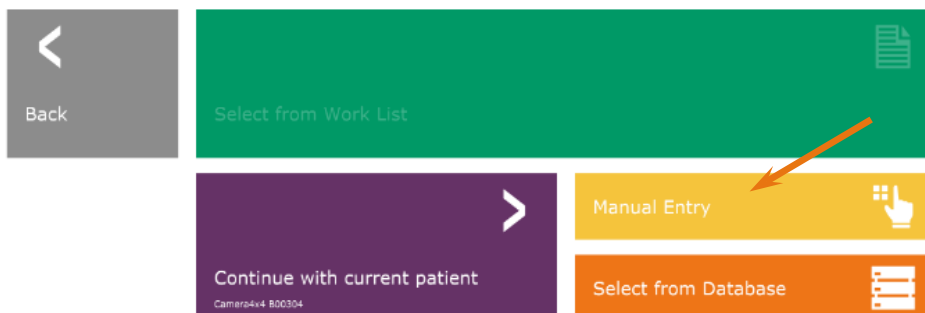 Back
Select from Work List
Manual Entry
Continue with current patient
Camera4x4 B00304
Select from Database